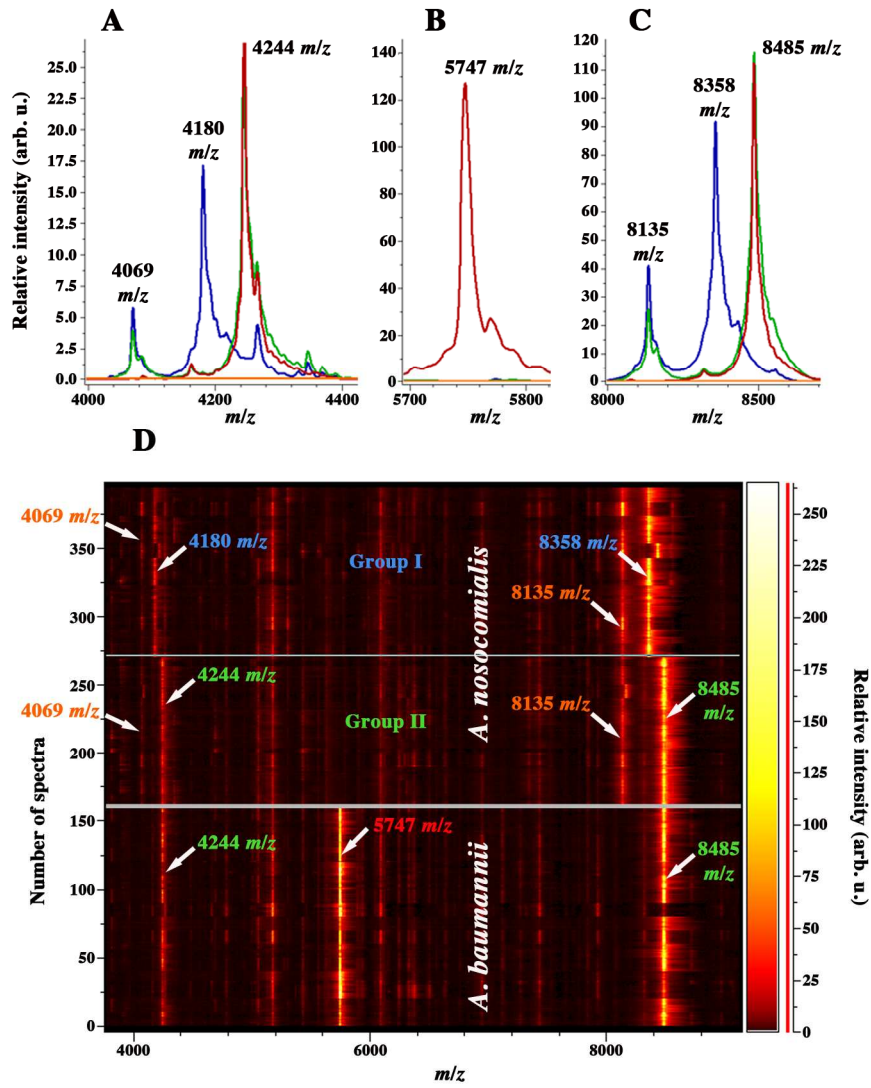 A
B
C
4244 m/z
4180
m/z
4069
m/z
Relative intensity (arb. u.)
25.0
22.5
20.0
17.5
15.0
12.5
10.0
7.5
5.0
2.5
0.0
4000
4200
4400
m/z
5747 m/z
140
120
100
80
60
40
20
0
5700
5800
m/z
8485 m/z
8358
m/z
8135
m/z
120
110
100
90
80
70
60
50
40
30
20
10
0
8000
8500
m/z
D
4069 m/z
4180 m/z
Group I
8358 m/z
8135 m/z
4244 m/z
4069 m/z
Group II
8135 m/z
8485
m/z
A. nosocomialis
4244 m/z
5747 m/z
8485
m/z
A. baumannii
Number of spectra
350
300
250
200
150
100
50
0
4000
6000
8000
m/z
250
225
200
175
150
125
100
75
50
25
0
Relative intensity (arb. u.)